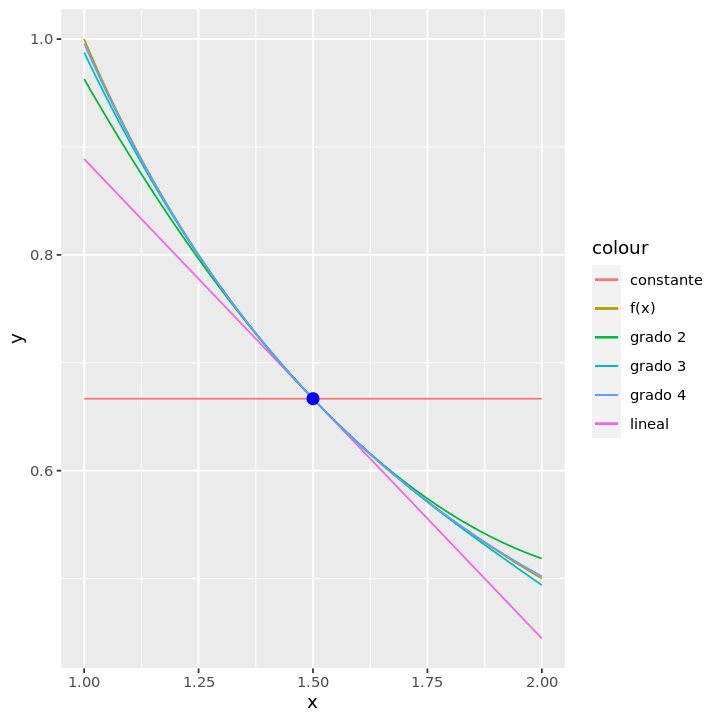 1.0
0.8
0.6
y
1.00 1.25 1.50 1.75 2.00
x
colour
constante
f(x)
grado 2
grado 3
grado 4
lineal